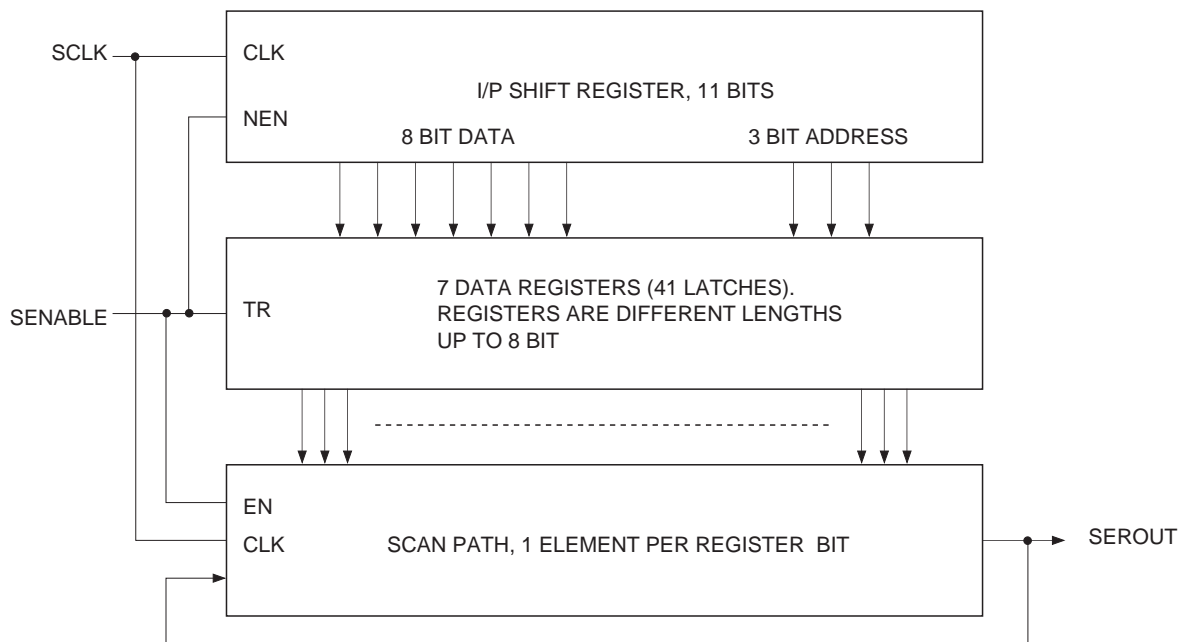 SCLK
CLK
I/P SHIFT REGISTER, 11 BITS
NEN
8 BIT DATA
3 BIT ADDRESS
SENABLE
TR
7 DATA REGISTERS (41 LATCHES).
REGISTERS ARE DIFFERENT LENGTHS
UP TO 8 BIT
EN
CLK
SCAN PATH, 1 ELEMENT PER REGISTER BIT
SEROUT